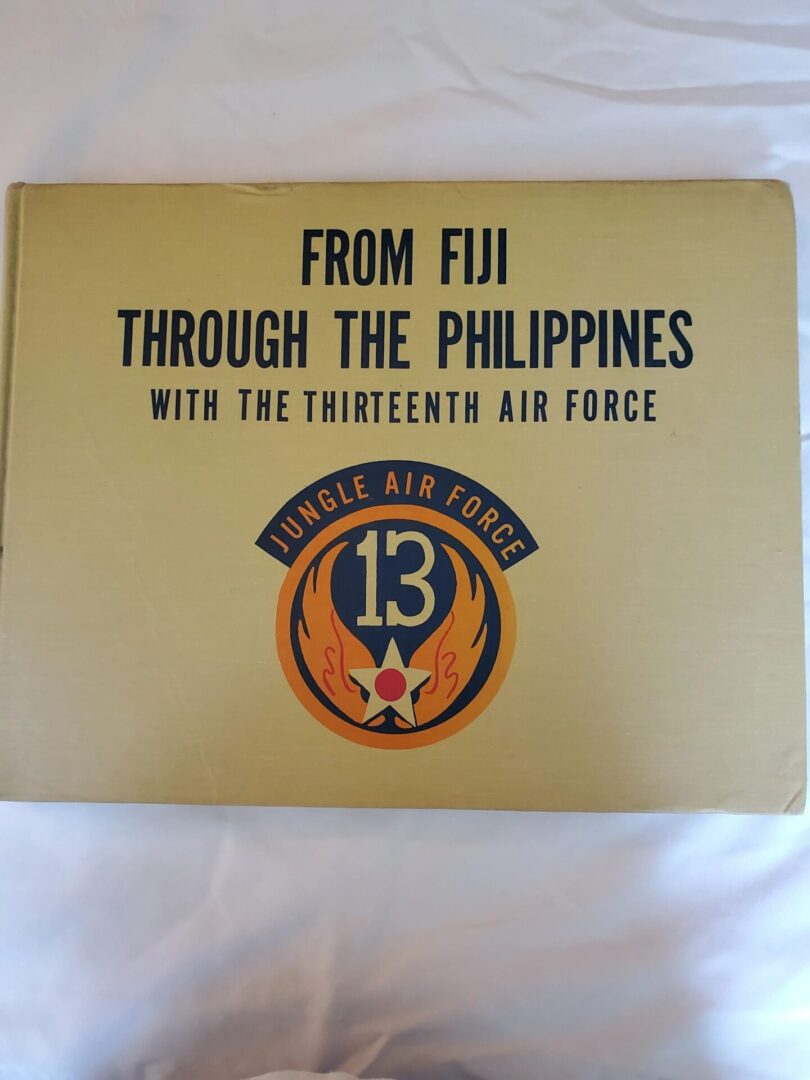 FROM FIJI
THROUGH THE PHILIPPINES
WITH THE THIRTEENTH AIR FORCE
JUNGLE AIR FORCE
13